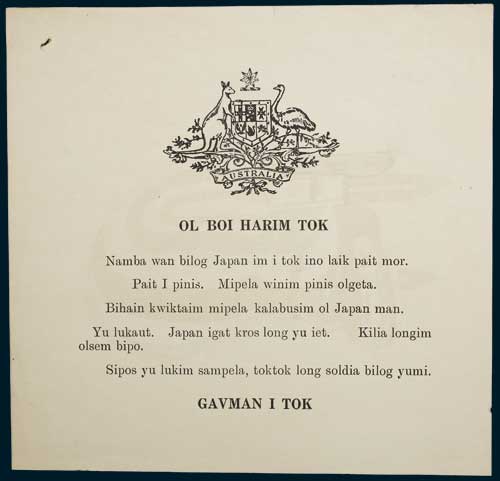 AUSTRALIA
OL BOI HARIM TOK
Namba wan bilog Japan im i tok ino laik pait mor.
Pait I pinis. Mipela winim pinis olgeta.
Bihain kwiktaim mipela kalabusim ol Japan man.
Yu lukaut. Japan igat kros long yu iet. Kilia longim
olsem bipo.
Sipos yu lukim sampela, toktok long soldia bilog yumi.
GAVMAN I TOK